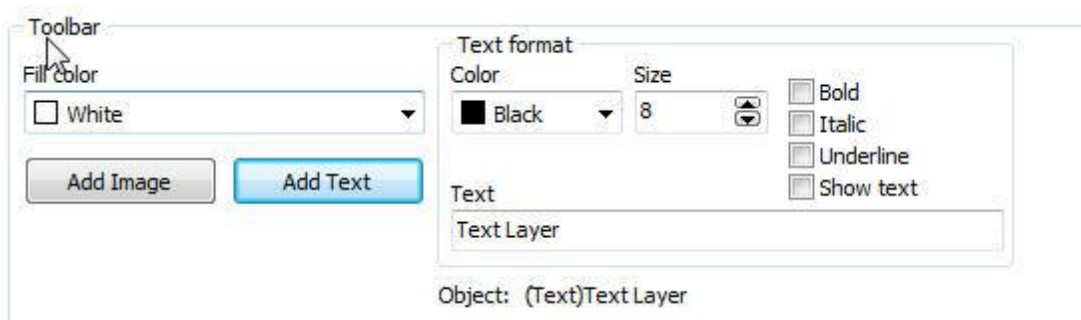 Toolbar
Fill color
White
Add Image
Add Text
Text format
Color
Size
Black
8
Bold
Italic
Underline
Show text
Text
Text Layer
Object: (Text)Text Layer